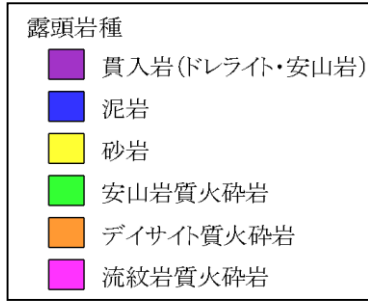 露頭岩種
貫入岩(ドレライト・安山岩)
泥岩
砂岩
安山岩質火砕岩
デイサイト質火砕岩
流紋岩質火砕岩